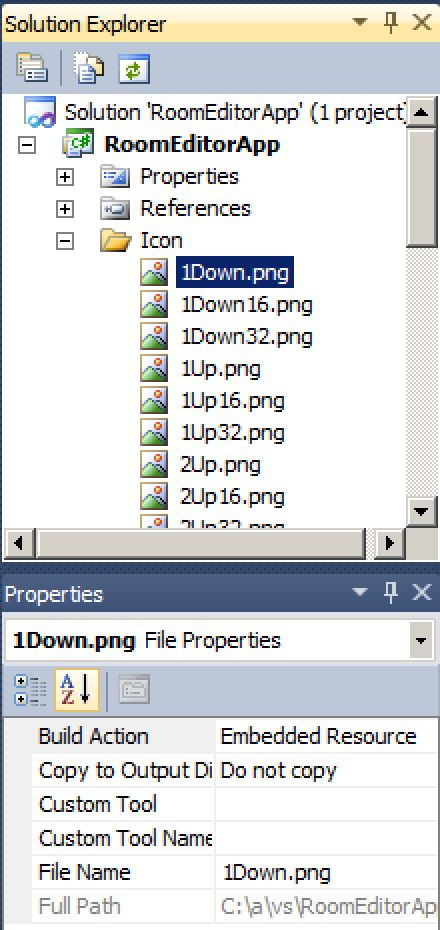 Solution Explorer
Solution 'RoomEditorApp' (1 project
RoomEditorApp
Properties
References
Icon
1Down.png
1Down16.png
1Down32.png
1Up.png
1Up16.png
1Up32.png
2Up.png
2Up16.png
2Up32.png
Properties
1Down.png File Properties
Build Action Embedded Resource
Copy to Output Di Do not copy
Custom Tool
Custom Tool Name
File Name 1Down.png
Full Path C:\a\vs\RoomEditorAp